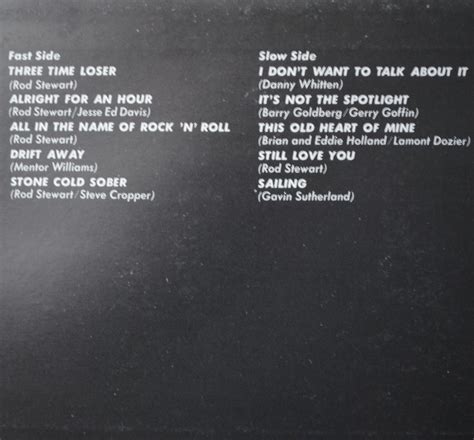 Fast Side
THREE TIME LOSER
(Rod Stewart)
ALRIGHT FOR AN HOUR
(Rod Stewart/Jesse Ed Davis)
ALL IN THE NAME OF ROCK 'N' ROLL
(Rod Stewart)
DRIFT AWAY
(Mentor Williams)
STONE COLD SOBER
(Rod Stewart/Steve Cropper)
Slow Side
I DON'T WANT TO TALK ABOUT IT
(Danny Whitten)
IT'S NOT THE SPOTLIGHT
(Barry Goldberg/Gerry Goffin)
THIS OLD HEART OF MINE
(Brian and Eddie Holland/Lamont Dozier)
STILL LOVE YOU
(Rod Stewart)
SAILING
(Gavin Sutherland)